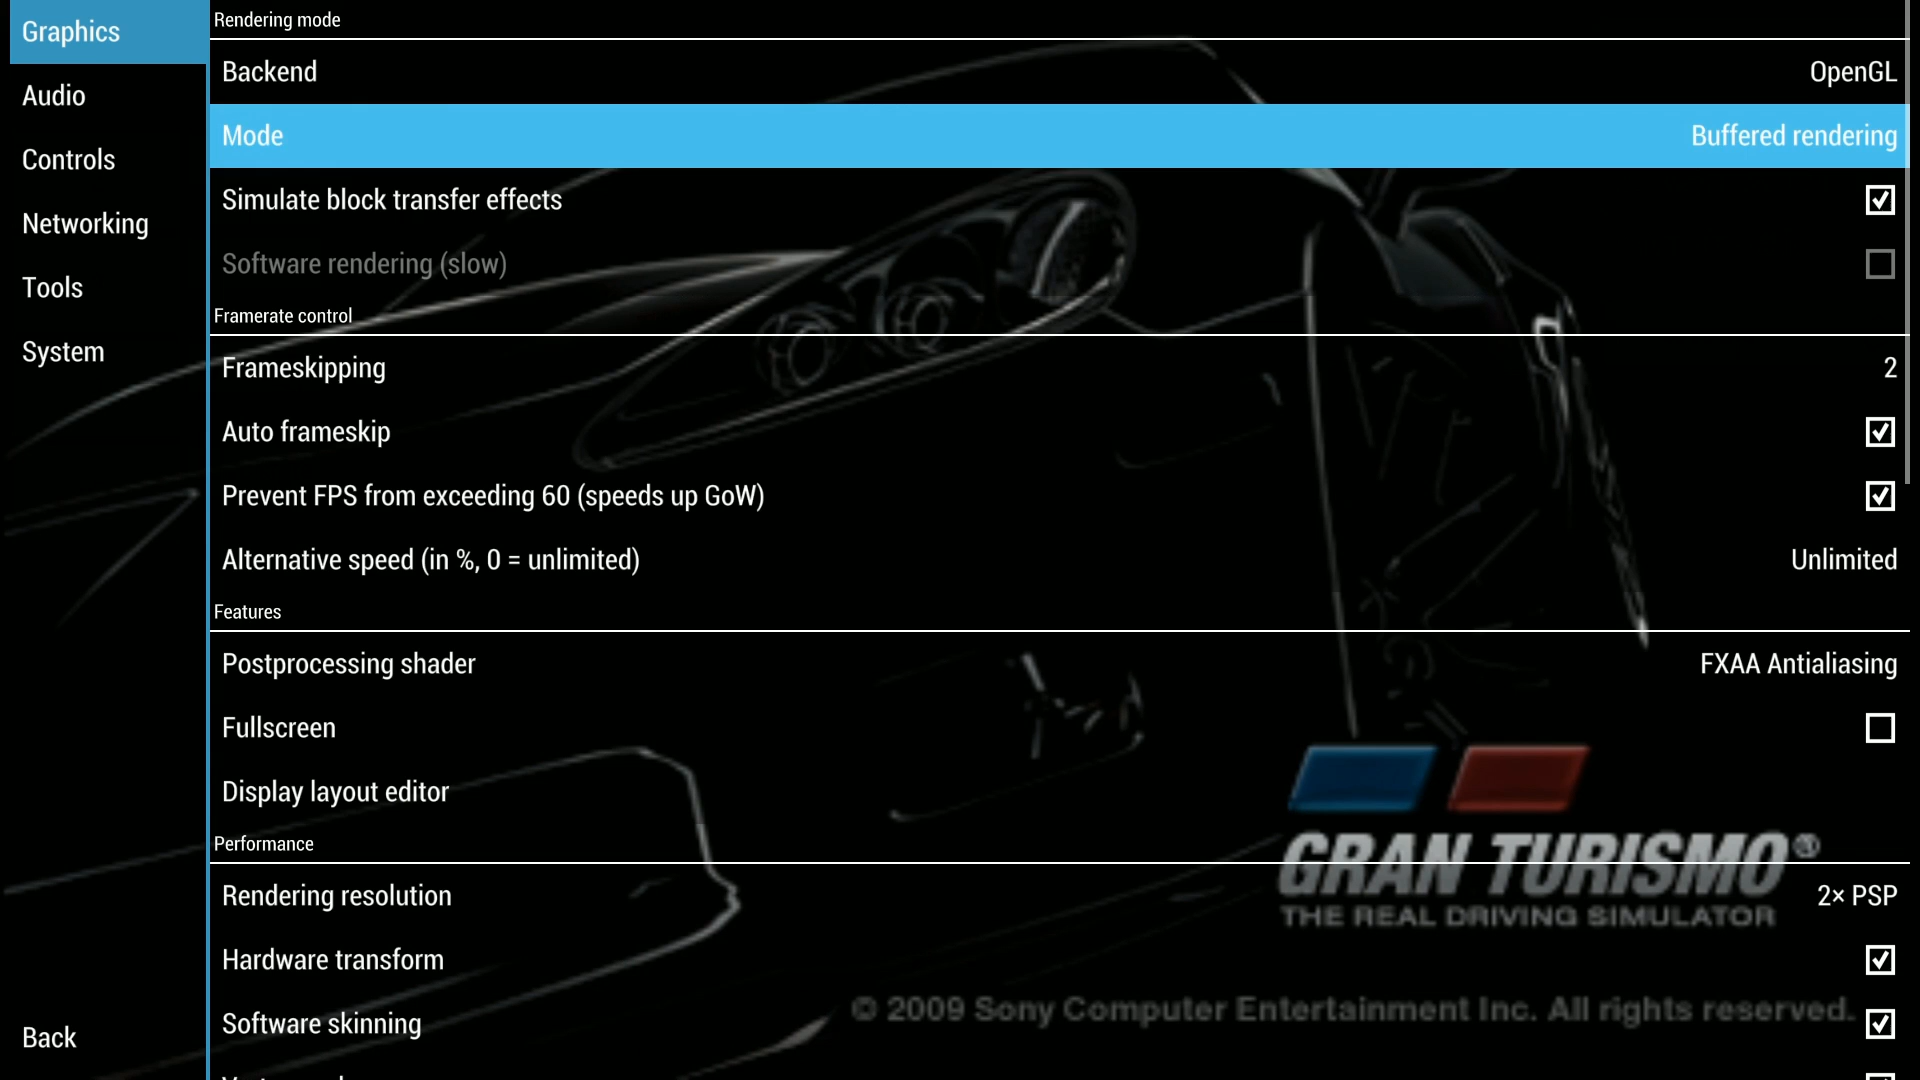 Graphics
Audio
Controls
Networking
Tools
System
Back
Rendering mode
Backend OpenGL
Mode Buffered rendering
Simulate block transfer effects
Software rendering (slow)
Framerate control
Frameskipping 2
Auto frameskip
Prevent FPS from exceeding 60 (speeds up GoW)
Alternative speed (in %, 0 = unlimited) Unlimited
Features
Postprocessing shader FXAA Antialiasing
Fullscreen
Display layout editor
Performance
Rendering resolution 2× PSP
Hardware transform
Software skinning
GRAN TURISMO®
THE REAL DRIVING SIMULATOR
© 2009 Sony Computer Entertainment Inc. All rights reserved.